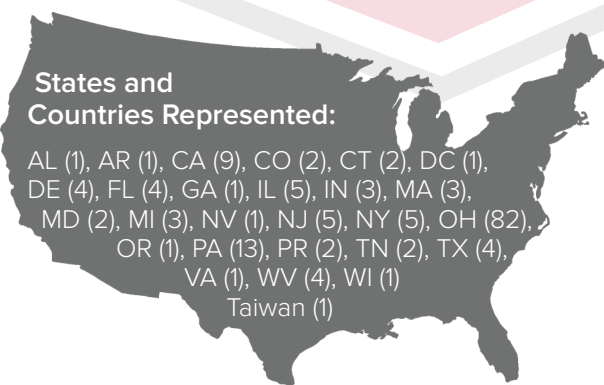 States and
Countries Represented:
AL (1), AR (1), CA (9), CO (2), CT (2), DC (1),
DE (4), FL (4), GA (1), IL (5), IN (3), MA (3),
MD (2), MI (3), NV (1), NJ (5), NY (5), OH (82),
OR (1), PA (13), PR (2), TN (2), TX (4),
VA (1), WV (4), WI (1)
Taiwan (1)